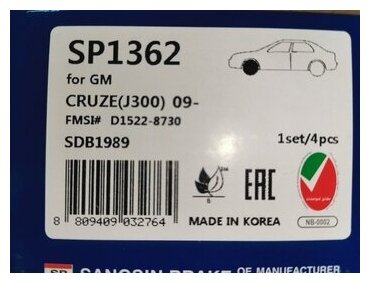 SP1362
for GM
CRUZE(J300) 09-
FMSI# D1522-8730
SDB1989
1set/4pcs
EAC
MADE IN KOREA
NB-0002
8 809409 032764
SANGSIN BRAKE OF MANUFACTURER